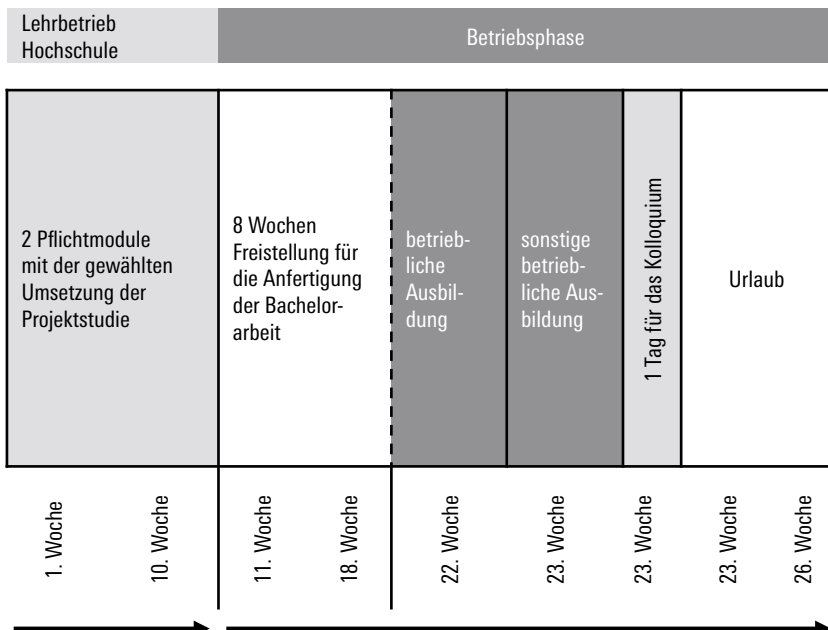 Lehrbetrieb
Hochschule
Betriebsphase
2 Pflichtmodule
mit der gewählten
Umsetzung der
Projektstudie
8 Wochen
Freistellung für
die Anfertigung
der Bachelor-
arbeit
betrieb-
liche
Ausbil-
dung
sonstige
betrieb-
liche Aus-
bildung
1 Tag für das Kolloquium
Urlaub
1. Woche
10. Woche
11. Woche
18. Woche
22. Woche
23. Woche
23. Woche
23. Woche
26. Woche